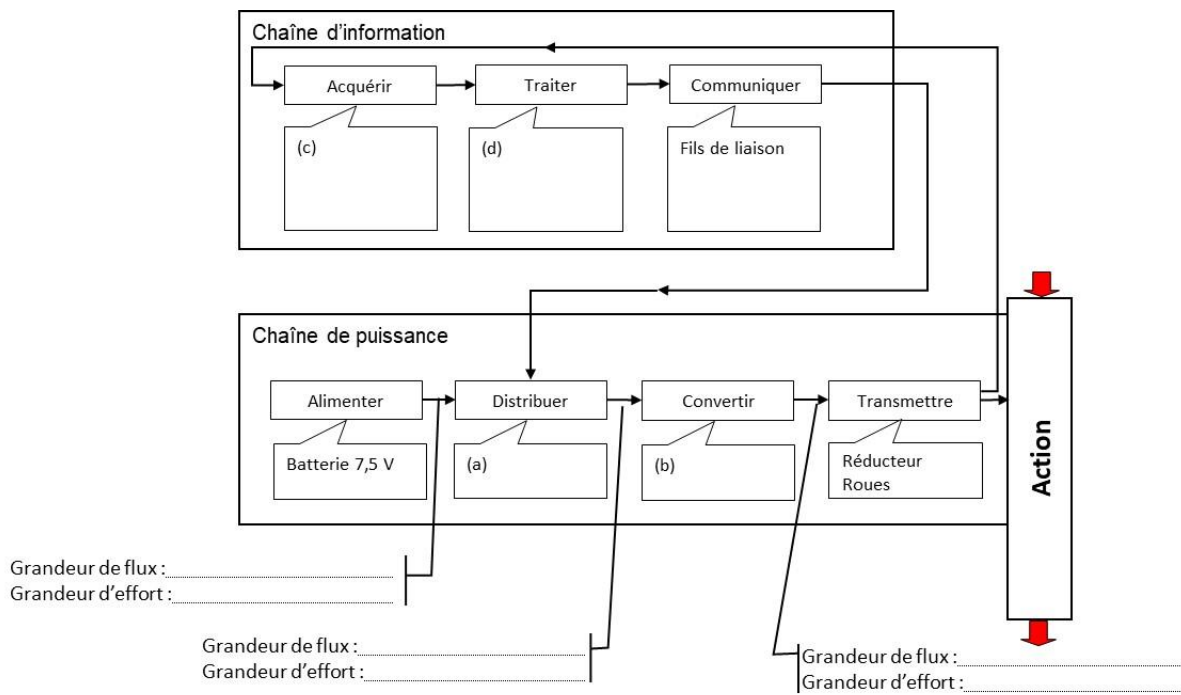 Chaîne d’information
Acquérir
Traiter
Communiquer
(c)
(d)
Fils de liaison
Chaîne de puissance
Alimenter
Distribuer
Convertir
Transmettre
Batterie 7,5 V
(a)
(b)
Réducteur
Roues
Action
Grandeur de flux :
Grandeur d’effort :
Grandeur de flux :
Grandeur d’effort :
Grandeur de flux :
Grandeur d’effort :